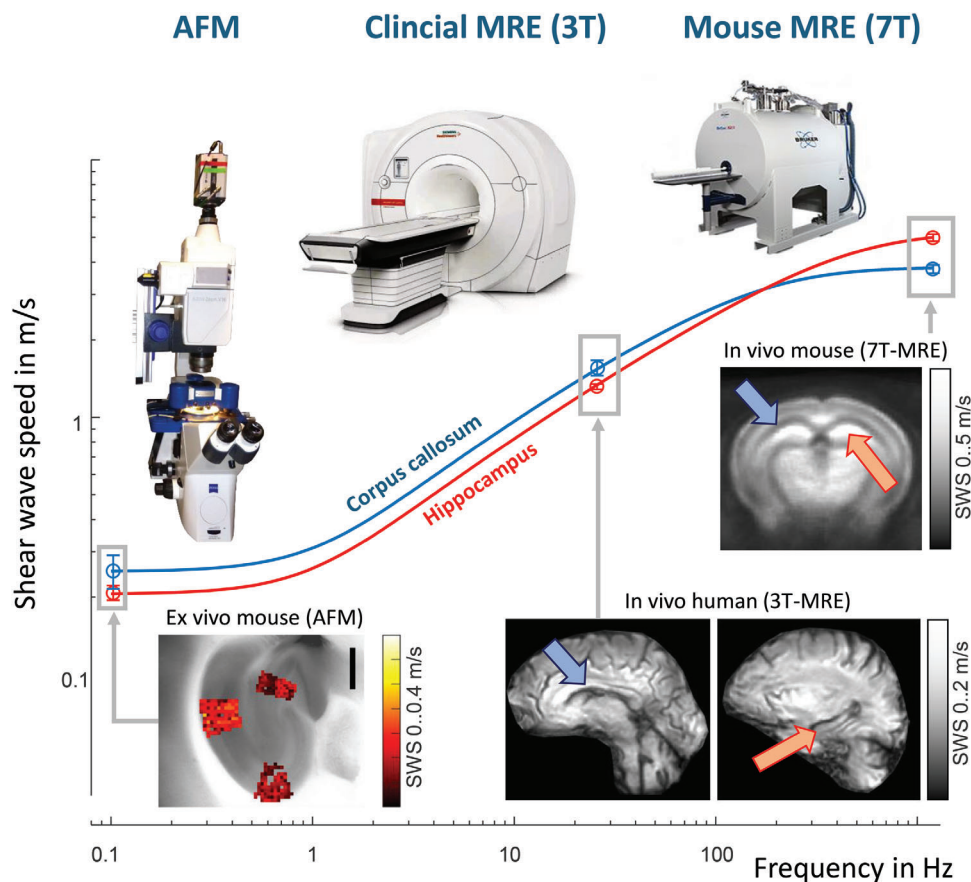 AFM
Clincial MRE (3T)
Mouse MRE (7T)
BRUKER
Shear wave speed in m/s
1
0.1
Corpus callosum
Hippocampus
In vivo mouse (7T-MRE)
SWS 0..5 m/s
Ex vivo mouse (AFM)
SWS 0..0.4 m/s
In vivo human (3T-MRE)
SWS 0..2 m/s
0.1
1
10
100
Frequency in Hz